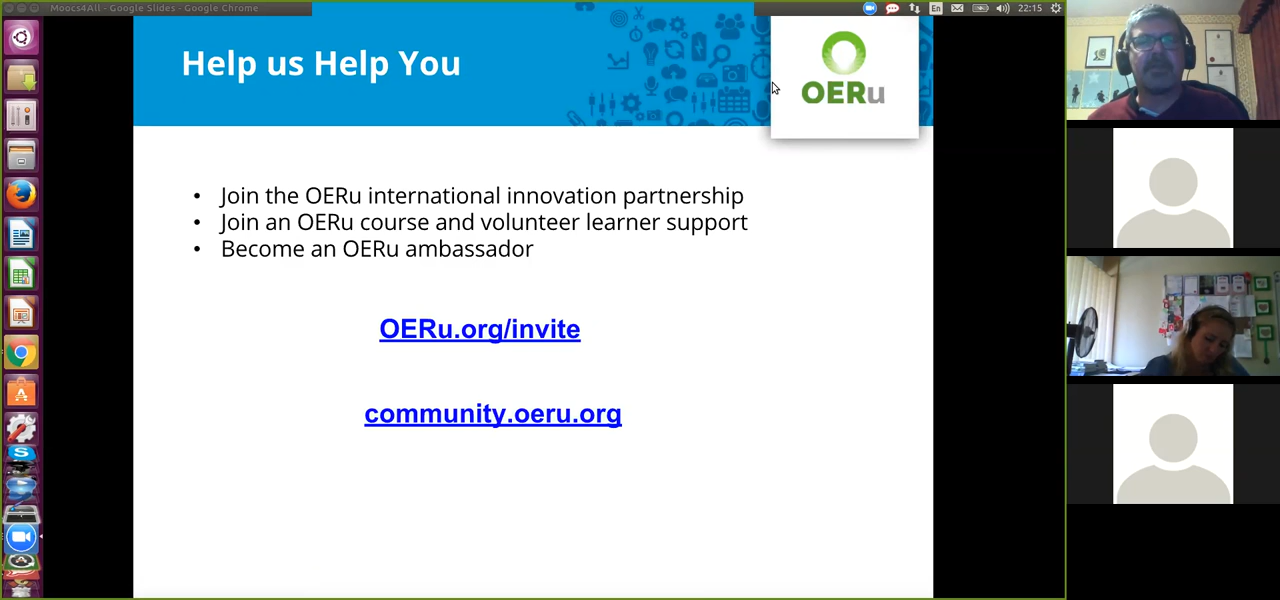 Moocs4All - Google Slides - Google Chrome
En
22:15
Help us Help You
OERu
• Join the OERu international innovation partnership
• Join an OERu course and volunteer learner support
• Become an OERu ambassador
OERu.org/invite
community.oeru.org